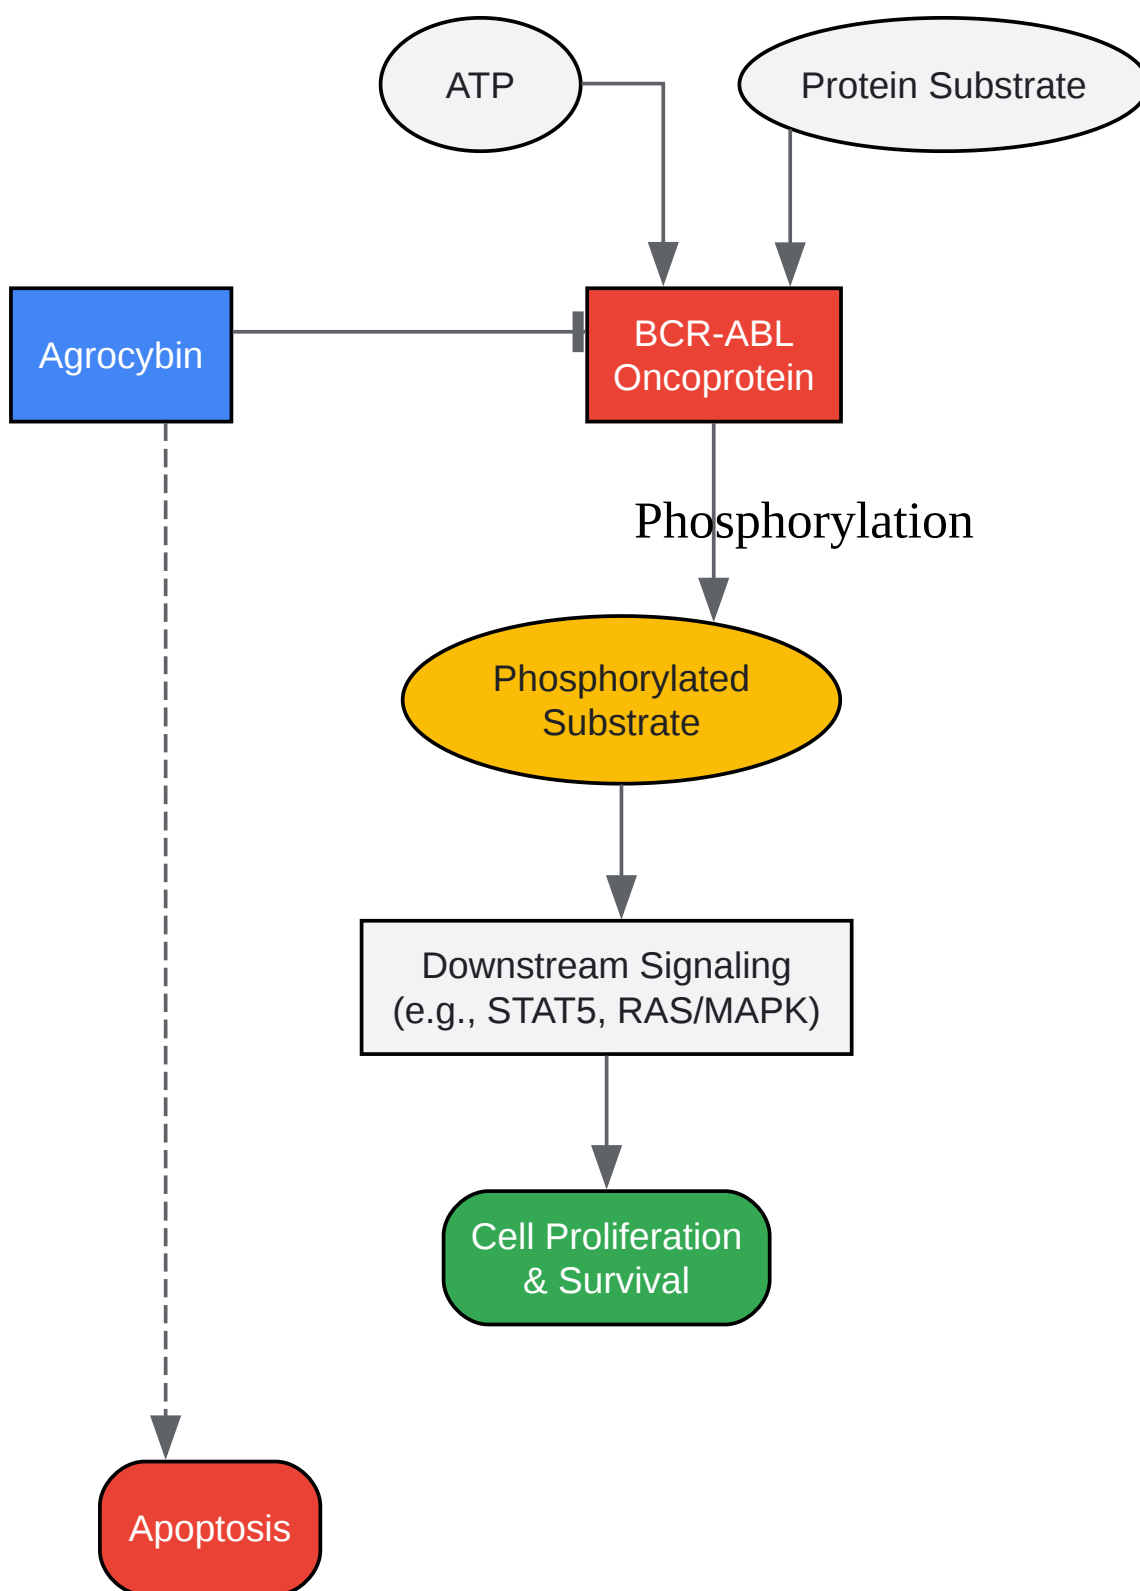 ATP
Protein Substrate
Agrocybin
BCR-ABL
Oncoprotein
Phosphorylation
Phosphorylated
Substrate
Downstream Signaling
(e.g., STAT5, RAS/MAPK)
Cell Proliferation
& Survival
Apoptosis